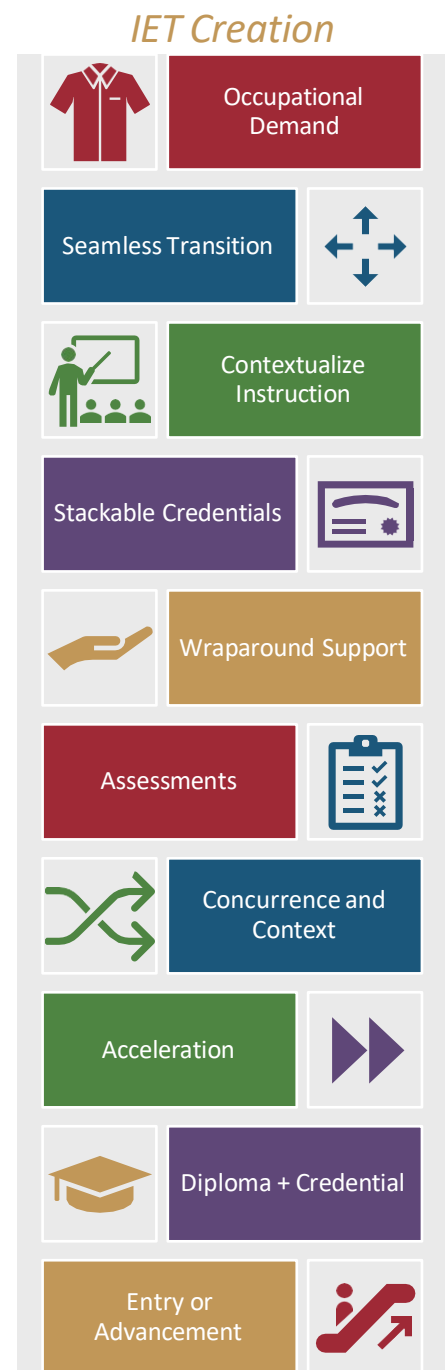 IET Creation
Occupational
Demand
Seamless Transition
Contextualize
Instruction
Stackable Credentials
Wraparound Support
Assessments
Concurrence and
Context
Acceleration
Diploma + Credential
Entry or
Advancement